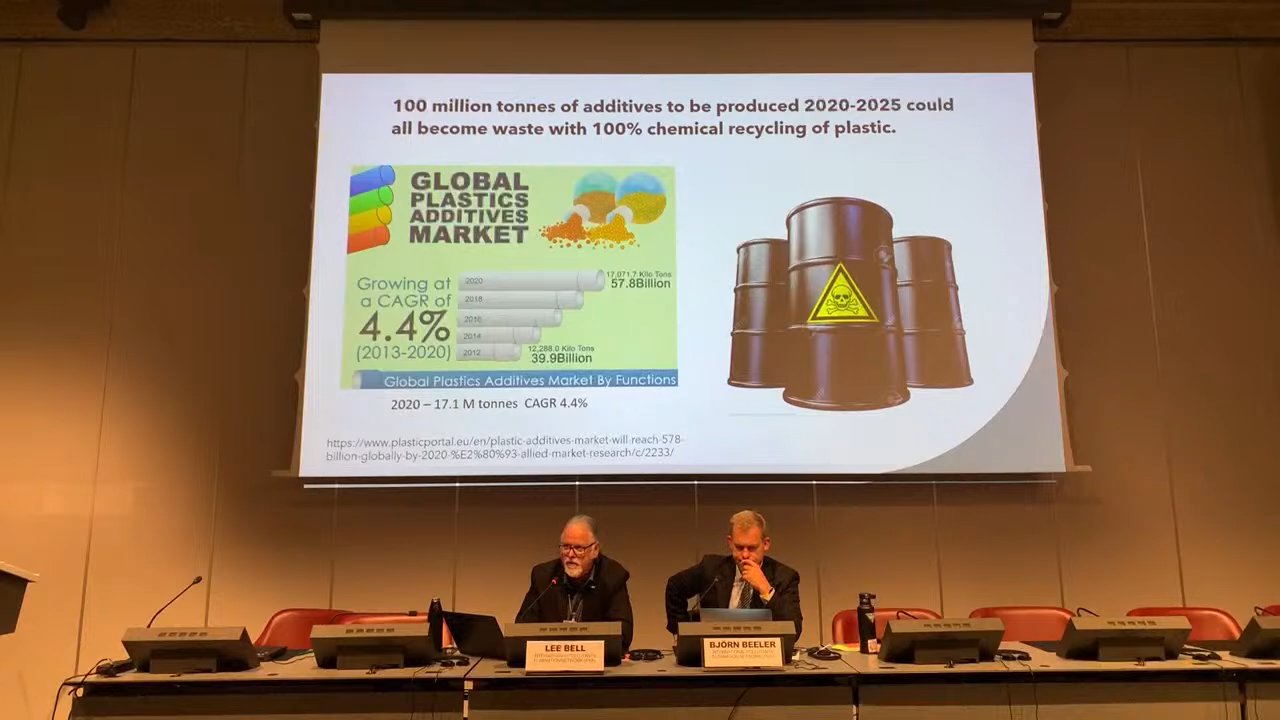 100 million tonnes of additives to be produced 2020-2025 could
all become waste with 100% chemical recycling of plastic.
GLOBAL
PLASTICS
ADDITIVES
MARKET
Growing at
a CAGR of
4.4%
(2013-2020)
2020
2018
2016
2014
2012
17,071.7 Kilo Tons
57.8Billion
12,288.0 Kilo Tons
39.9Billion
Global Plastics Additives Market By Functions
2020 – 17.1 M tonnes CAGR 4.4%
https://www.plasticportal.eu/en/plastic-additives-market-will-reach-578-
billion-globally-by-2020-%E2%80%93-allied-market-research/c/2233/
LEE BELL
BJÖRN BEELER